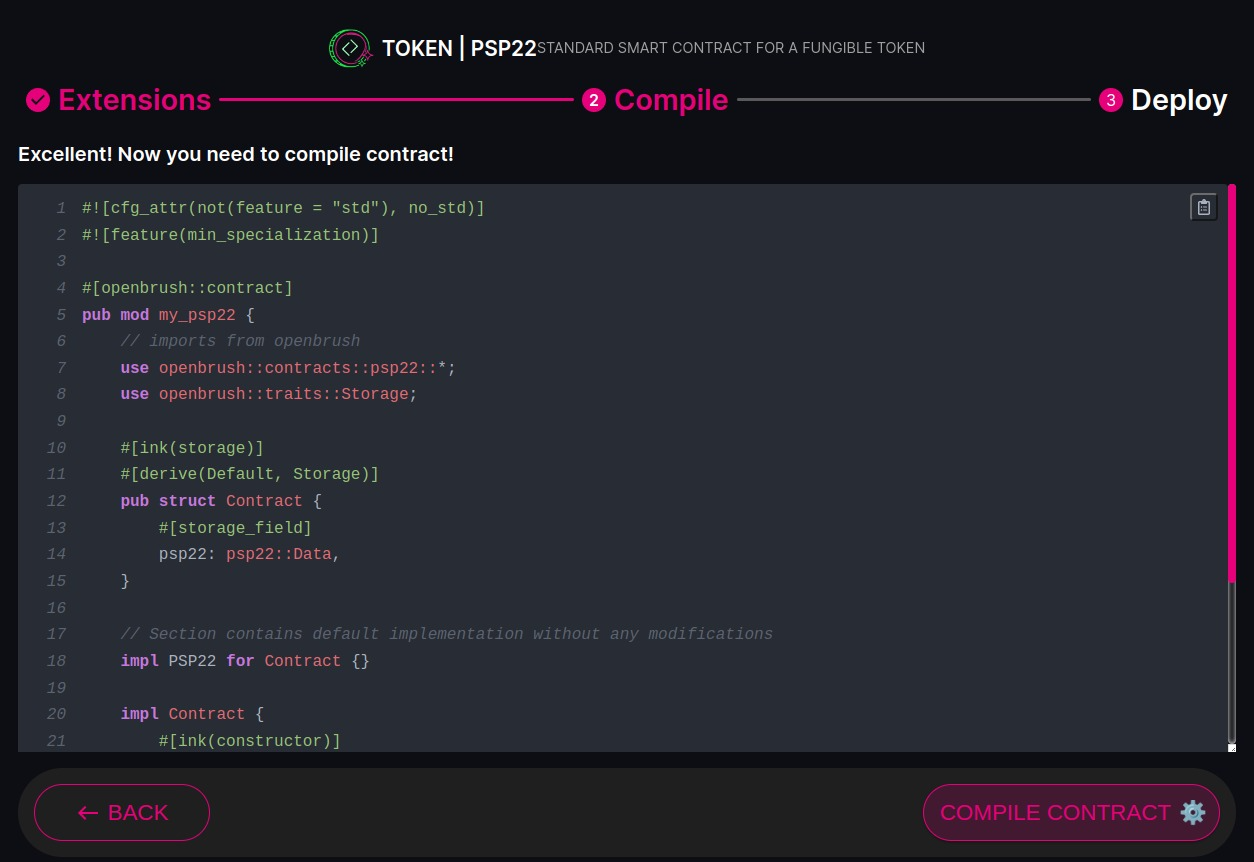 TOKEN | PSP22 STANDARD SMART CONTRACT FOR A FUNGIBLE TOKEN
Extensions 2 Compile 3 Deploy
Excellent! Now you need to compile contract!
1 #![cfg_attr(not(feature = "std"), no_std)]
2 #![feature(min_specialization)]
3
4 #[openbrush::contract]
5 pub mod my_psp22 {
6     // imports from openbrush
7     use openbrush::contracts::psp22::*;
8     use openbrush::traits::Storage;
9
10     #[ink(storage)]
11     #[derive(Default, Storage)]
12     pub struct Contract {
13         #[storage_field]
14         psp22: psp22::Data,
15     }
16
17     // Section contains default implementation without any modifications
18     impl PSP22 for Contract {}
19
20     impl Contract {
21         #[ink(constructor)]
← BACK COMPILE CONTRACT ⚙️